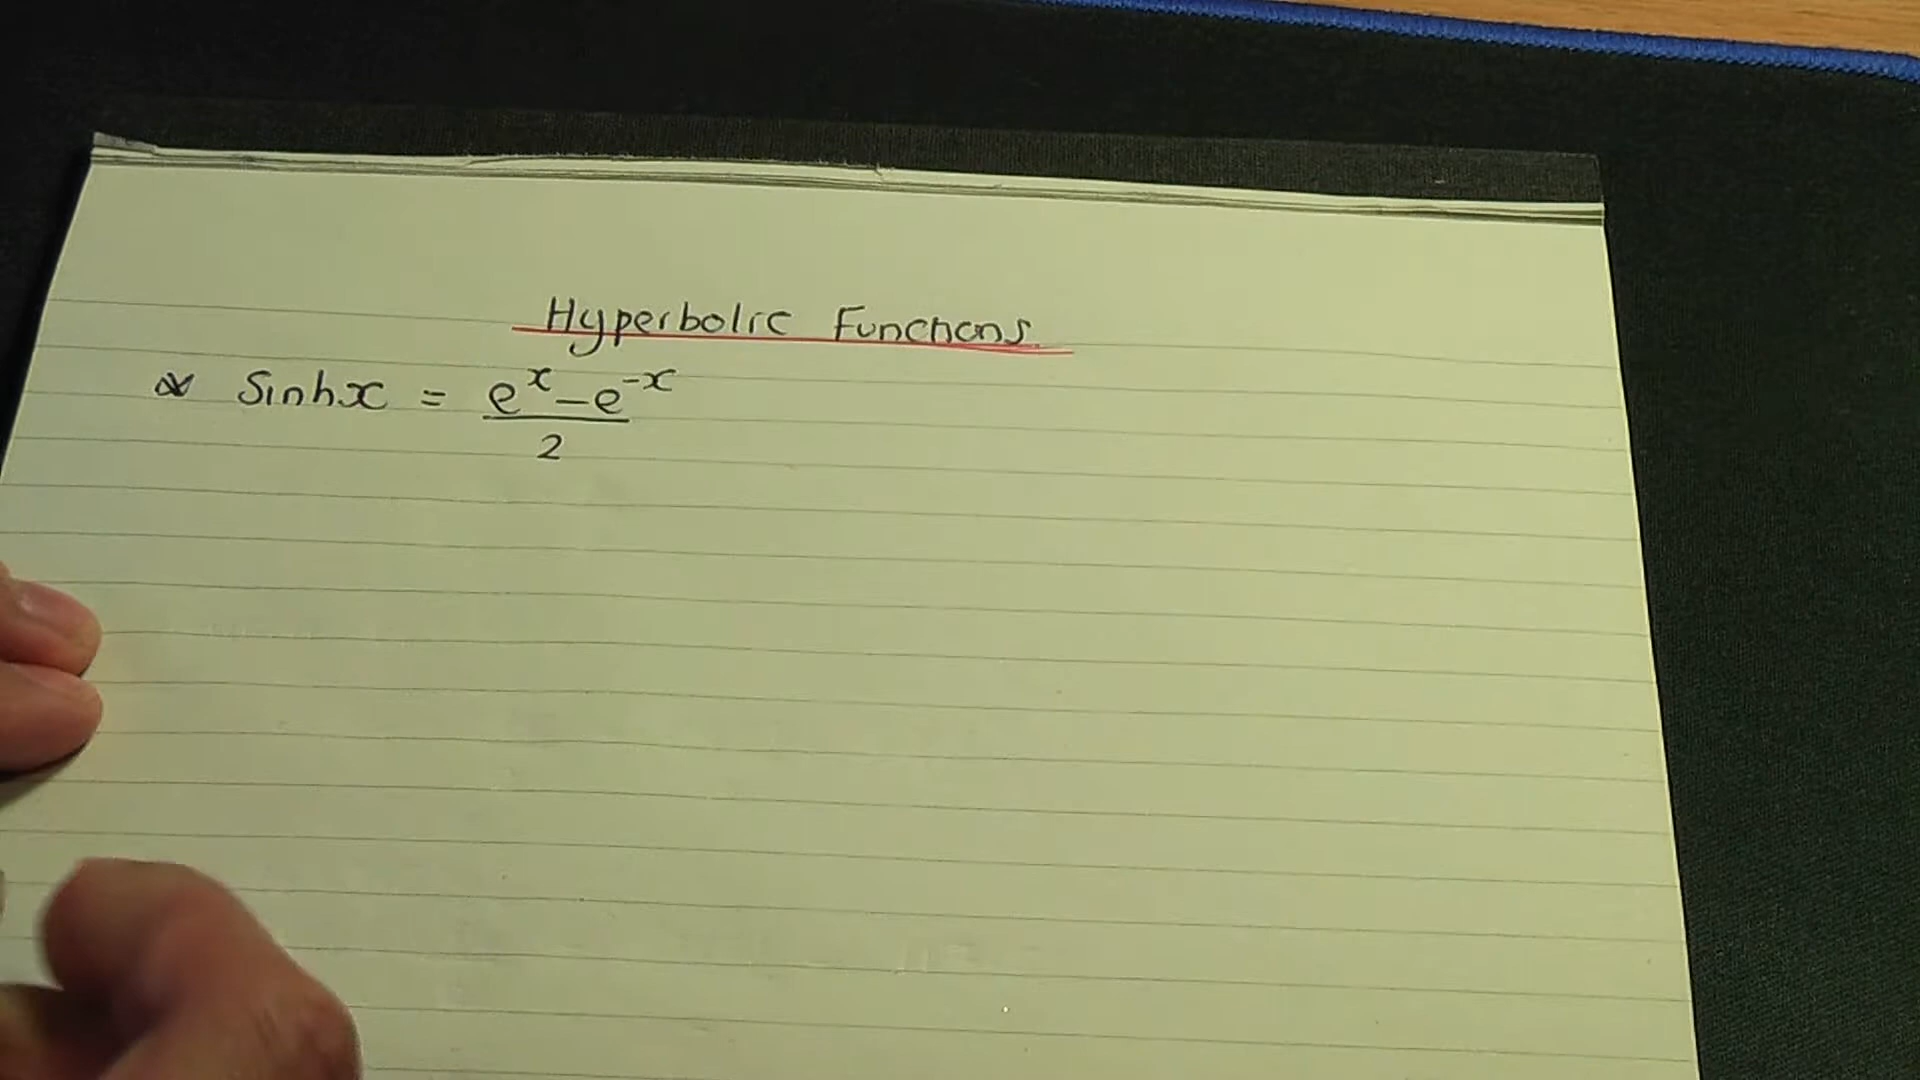 Hyperbolic Functions
* Sinhx = e^x - e^-x / 2